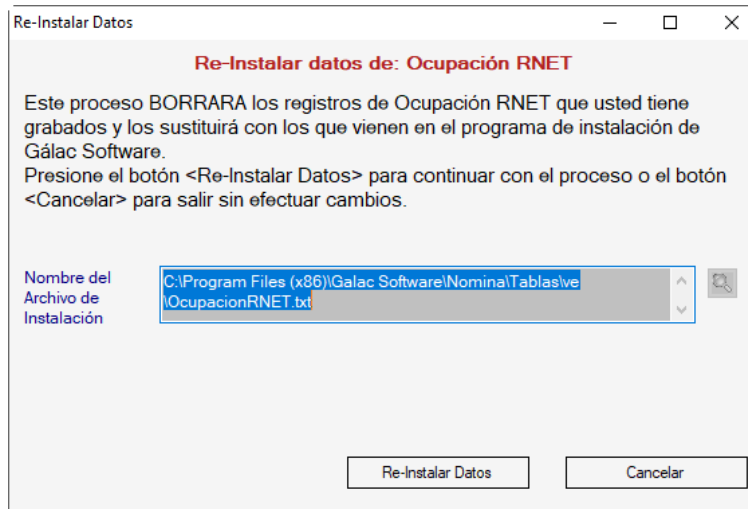 Re-Instalar Datos
Re-Instalar datos de: Ocupación RNET
Este proceso BORRARA los registros de Ocupación RNET que usted tiene
grabados y los sustituirá con los que vienen en el programa de instalación de
Gálac Software.
Presione el botón <Re-Instalar Datos> para continuar con el proceso o el botón
<Cancelar> para salir sin efectuar cambios.
Nombre del
Archivo de
Instalación
C:\Program Files (x86)\Galac Software\Nomina\Tablas\ve
\OcupacionRNET.txt
Re-Instalar Datos
Cancelar